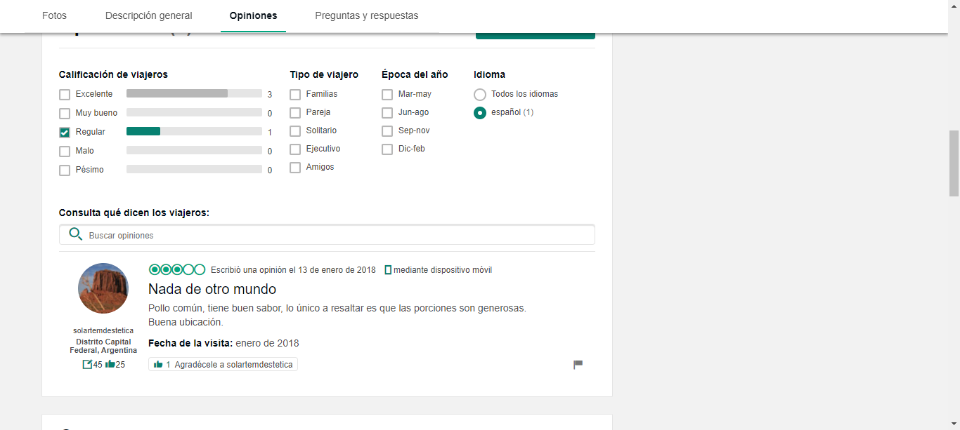 Fotos Descripción general Opiniones Preguntas y respuestas
Calificación de viajeros Tipo de viajero Época del año Idioma
Excelente 3 Familias Mar-may Todos los idiomas
Muy bueno 0 Pareja Jun-ago español (1)
Regular 1 Solitario Sep-nov
Malo 0 Ejecutivo Dic-feb
Pésimo 0 Amigos
Consulta qué dicen los viajeros:
Buscar opiniones
Escribió una opinión el 13 de enero de 2018 mediante dispositivo móvil
Nada de otro mundo
Pollo común, tiene buen sabor, lo único a resaltar es que las porciones son generosas.
Buena ubicación.
solartemdestetica
Distrito Capital
Federal, Argentina
Fecha de la visita: enero de 2018
45 25
1 Agradécele a solartemdestetica